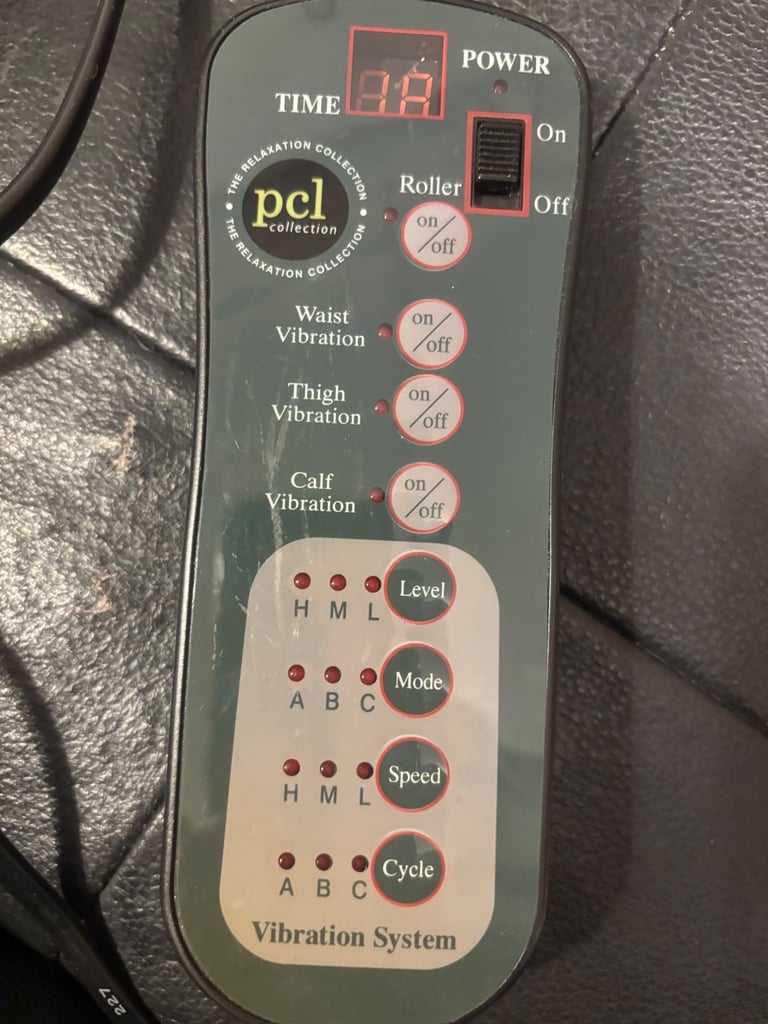 POWER
TIME
On
Off
THE RELAXATION COLLECTION
pcl
collection
THE RELAXATION COLLECTION
Roller
on/off
Waist
Vibration
on/off
Thigh
Vibration
on/off
Calf
Vibration
on/off
Level
H M L
Mode
A B C
Speed
H M L
Cycle
A B C
Vibration System
227